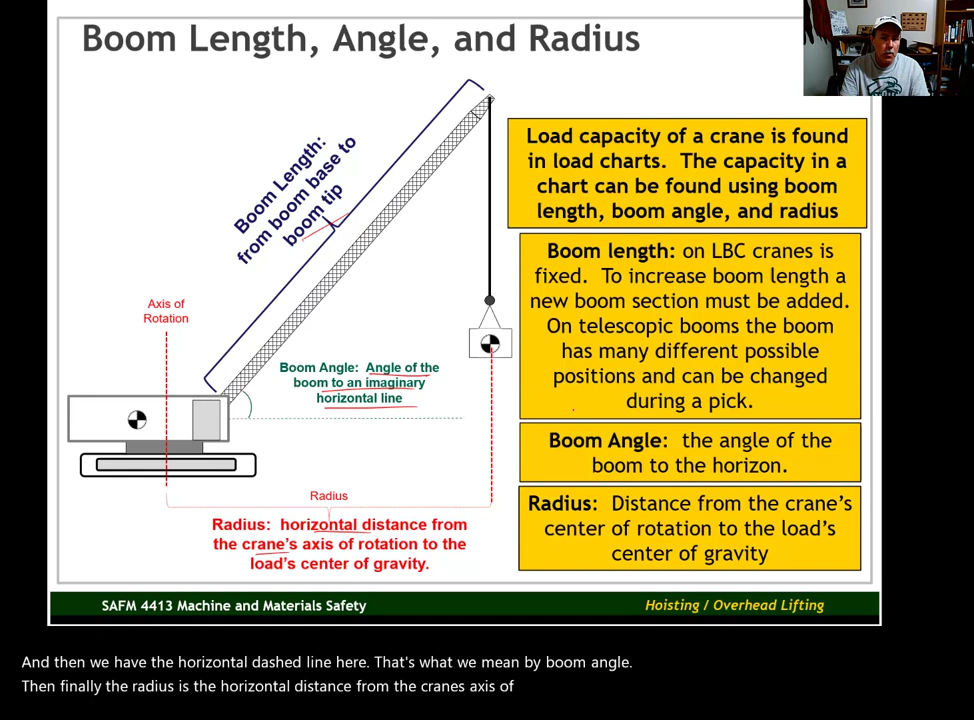 Boom Length, Angle, and Radius
Boom Length:
from boom base to
boom tip
Axis of
Rotation
Boom Angle: Angle of the
boom to an imaginary
horizontal line
Radius
Radius: horizontal distance from
the crane's axis of rotation to the
load's center of gravity.
Load capacity of a crane is found
in load charts. The capacity in a
chart can be found using boom
length, boom angle, and radius
Boom length: on LBC cranes is
fixed. To increase boom length a
new boom section must be added.
On telescopic booms the boom
has many different possible
positions and can be changed
during a pick.
Boom Angle: the angle of the
boom to the horizon.
Radius: Distance from the crane's
center of rotation to the load's
center of gravity
SAFM 4413 Machine and Materials Safety
Hoisting / Overhead Lifting
And then we have the horizontal dashed line here. That's what we mean by boom angle.
Then finally the radius is the horizontal distance from the cranes axis of